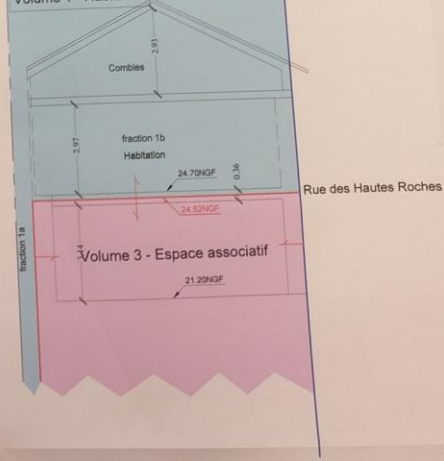 2.93
Combles
2.97
fraction 1b
Habitation
24.70NGF
0.36
Rue des Hautes Roches
24.52NGF
fraction 1a
Volume 3 - Espace associatif
21.20NGF